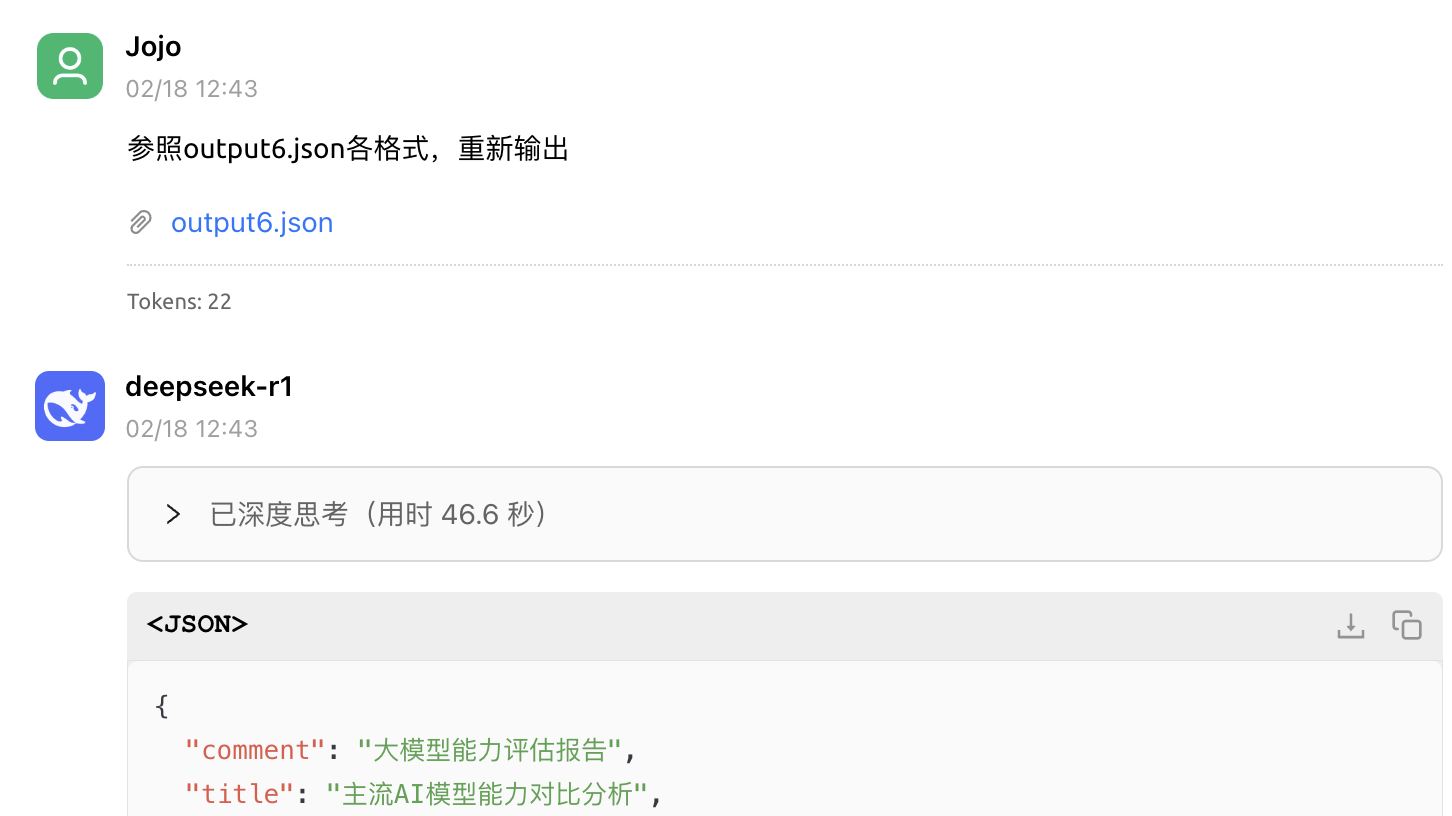 Jojo
02/18 12:43
参照output6.json各格式，重新输出
output6.json
Tokens: 22
deepseek-r1
02/18 12:43
已深度思考（用时 46.6 秒）
<JSON>
{
"comment": "大模型能力评估报告",
"title": "主流AI模型能力对比分析",